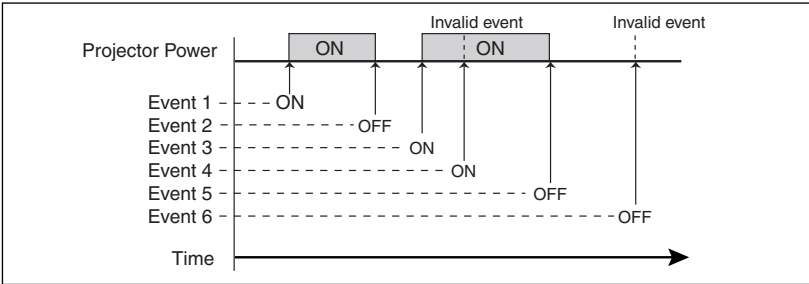 Invalid event Invalid event
Projector Power ON ON
Event 1 ON
Event 2 OFF
Event 3 ON
Event 4 ON
Event 5 OFF
Event 6 OFF
Time